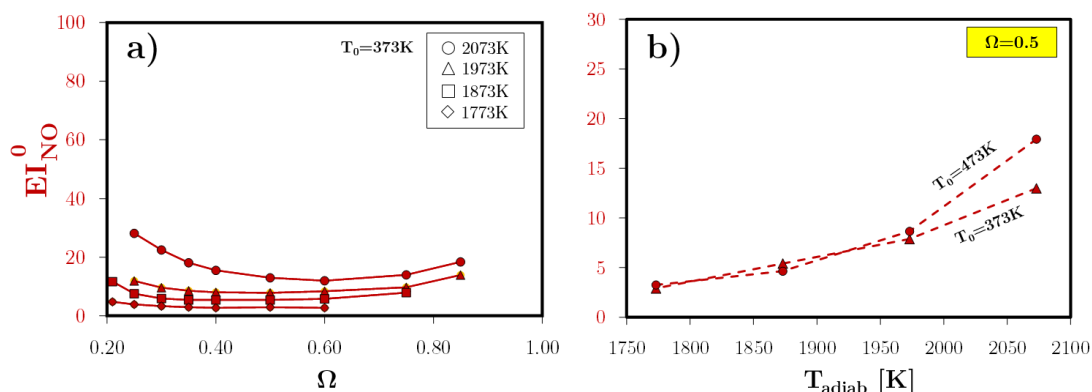 a)
T₀=373K
2073K
1973K
1873K
1773K
100
80
60
40
20
0
EI⁰NO
0.20
0.40
0.60
0.80
1.00
Ω
b)
Ω=0.5
30
25
20
15
10
5
0
T₀=473K
T₀=373K
1750
1800
1850
1900
1950
2000
2050
2100
Tadiab [K]